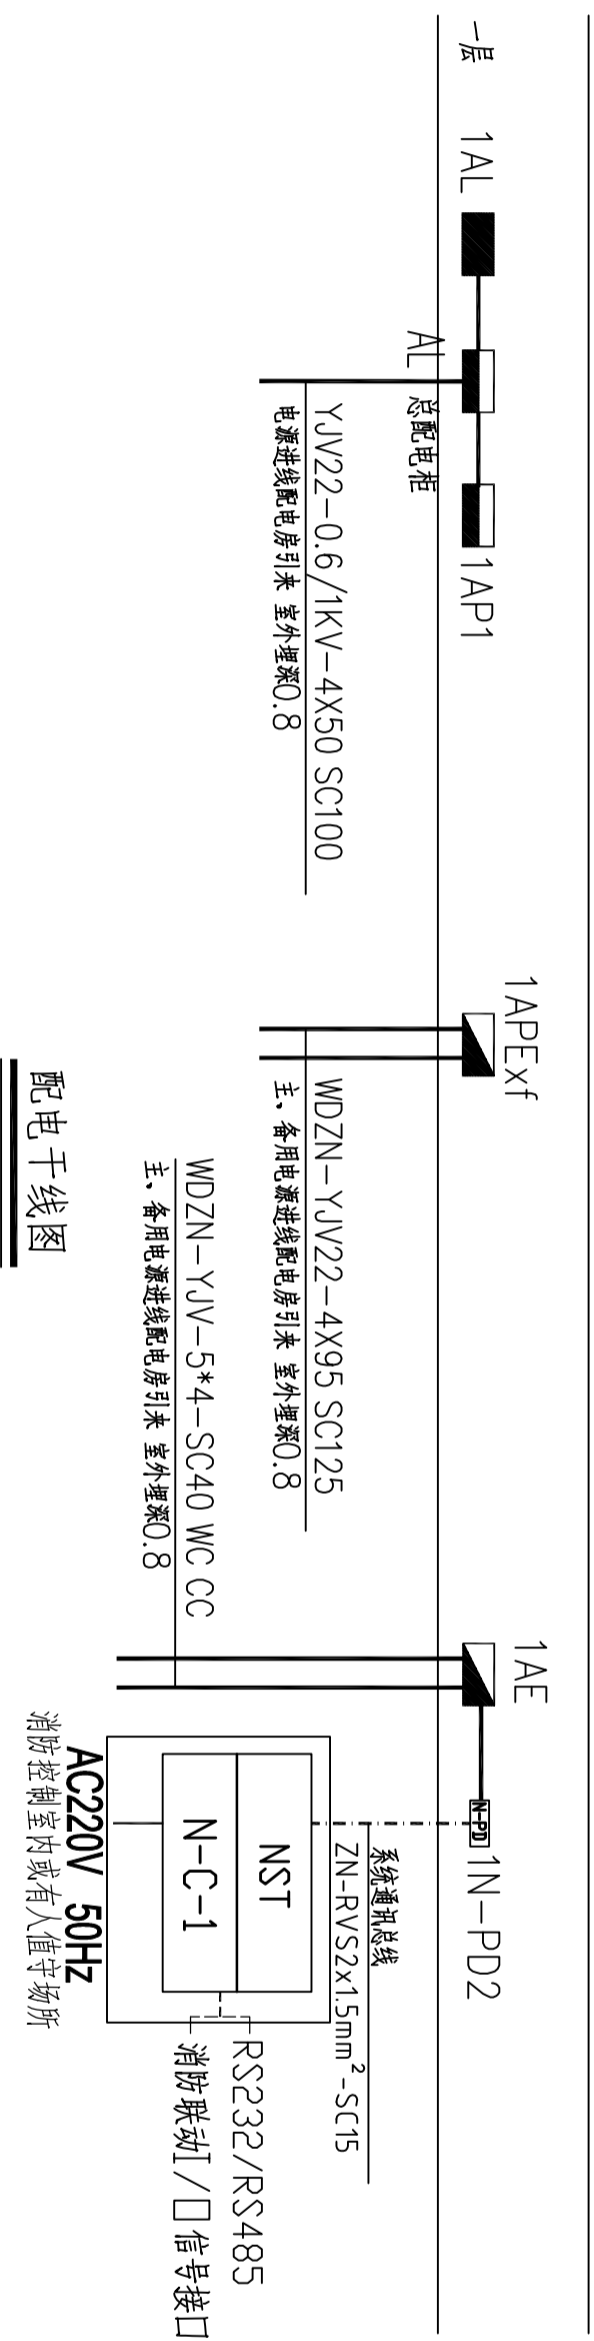 一层
1AL
AL
总配电柜
1AP1
YJV22-0.6/1KV-4X50 SC100
电源进线配电房引来 室外埋深0.8
1APExf
WDZN-YJV22-4X95 SC125
主、备用电源进线配电房引来 室外埋深0.8
WDZN-YJV-5*4-SC40 WC CC
主、备用电源进线配电房引来 室外埋深0.8
1AE
N-PD
1N-PD2
系统通讯总线
ZN-RVS2x1.5mm²-SC15
NST
N-C-1
RS232/RS485
消防联动I/口信号接口
AC220V 50Hz
消防控制室内或有人值守场所
配电干线图